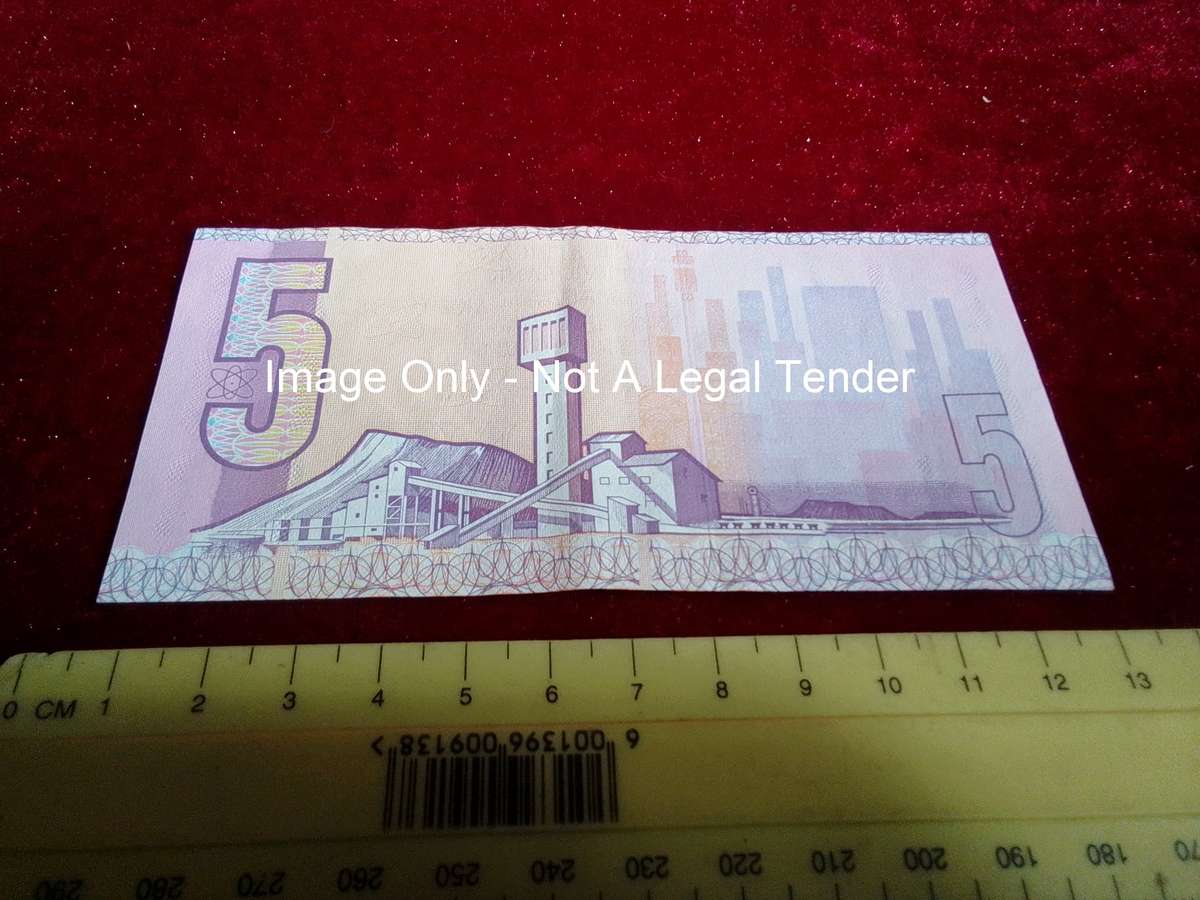 5
Image Only - Not A Legal Tender
5
0 CM 1 2 3 4 5 6 7 8 9 10 11 12 13
6 001396 009138 >
290 280 270 260 250 240 230 220 210 200 190 180 170